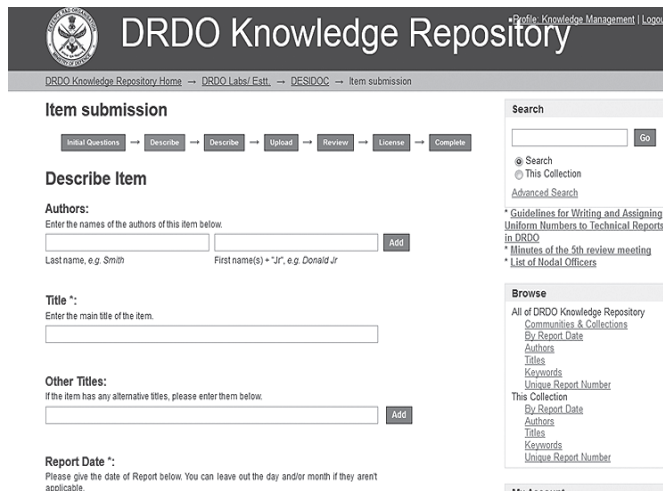 DRDO Knowledge Repository
Profile: Knowledge Management | Logou
DRDO Knowledge Repository Home → DRDO Labs/ Estt. → DESIDOC → Item submission
Item submission
Initial Questions → Describe → Describe → Upload → Review → License → Complete
Describe Item
Authors:
Enter the names of the authors of this item below.
Add
Last name, e.g. Smith
First name(s) + "Jr", e.g. Donald Jr
Title *:
Enter the main title of the item.
Other Titles:
If the item has any alternative titles, please enter them below.
Add
Report Date *:
Please give the date of Report below. You can leave out the day and/or month if they aren't
applicable.
Search
Go
Search
This Collection
Advanced Search
* Guidelines for Writing and Assigning
Uniform Numbers to Technical Reports
in DRDO
* Minutes of the 5th review meeting
* List of Nodal Officers
Browse
All of DRDO Knowledge Repository
Communities & Collections
By Report Date
Authors
Titles
Keywords
Unique Report Number
This Collection
By Report Date
Authors
Titles
Keywords
Unique Report Number
My Account